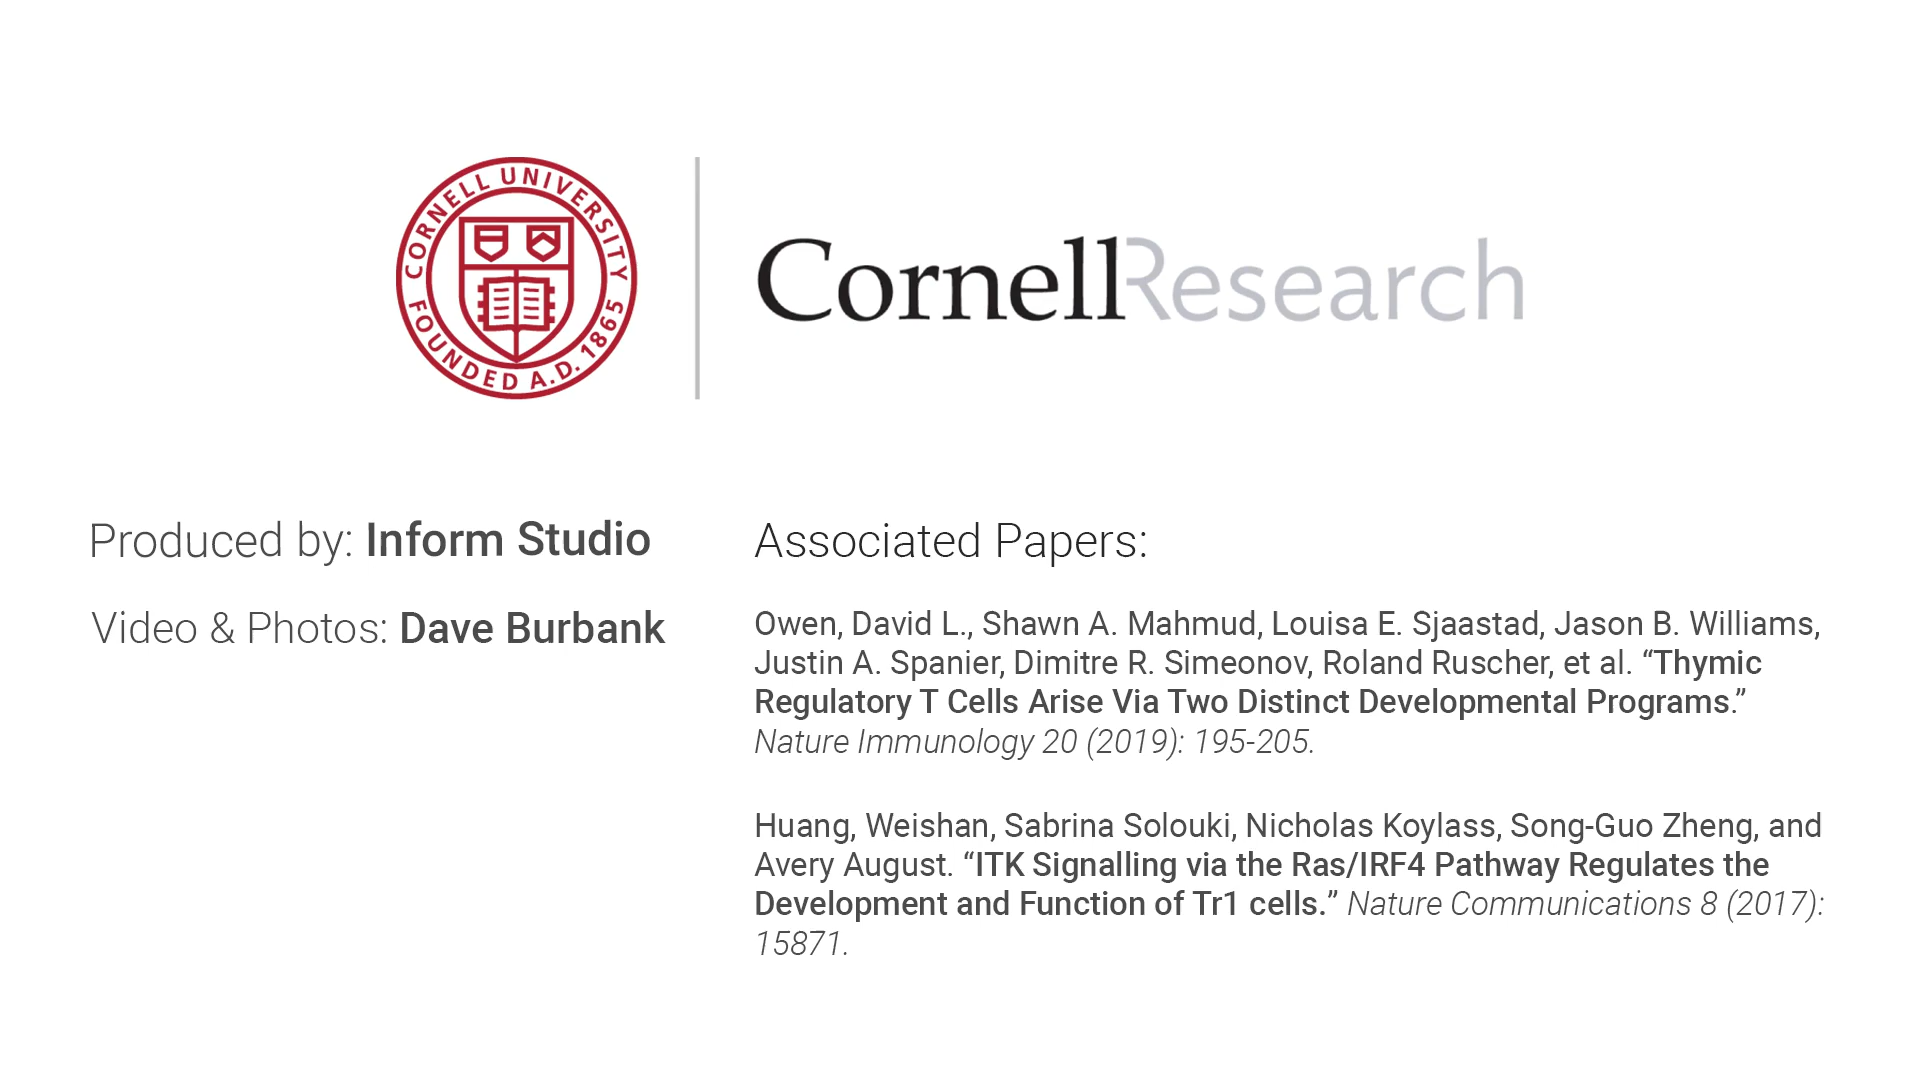 CORNELL UNIVERSITY
FOUNDED A.D. 1865
CornellResearch
Produced by: Inform Studio
Video & Photos: Dave Burbank
Associated Papers:
Owen, David L., Shawn A. Mahmud, Louisa E. Sjaastad, Jason B. Williams,
Justin A. Spanier, Dimitre R. Simeonov, Roland Ruscher, et al. “Thymic
Regulatory T Cells Arise Via Two Distinct Developmental Programs.”
Nature Immunology 20 (2019): 195-205.
Huang, Weishan, Sabrina Solouki, Nicholas Koylass, Song-Guo Zheng, and
Avery August. “ITK Signalling via the Ras/IRF4 Pathway Regulates the
Development and Function of Tr1 cells.” Nature Communications 8 (2017):
15871.